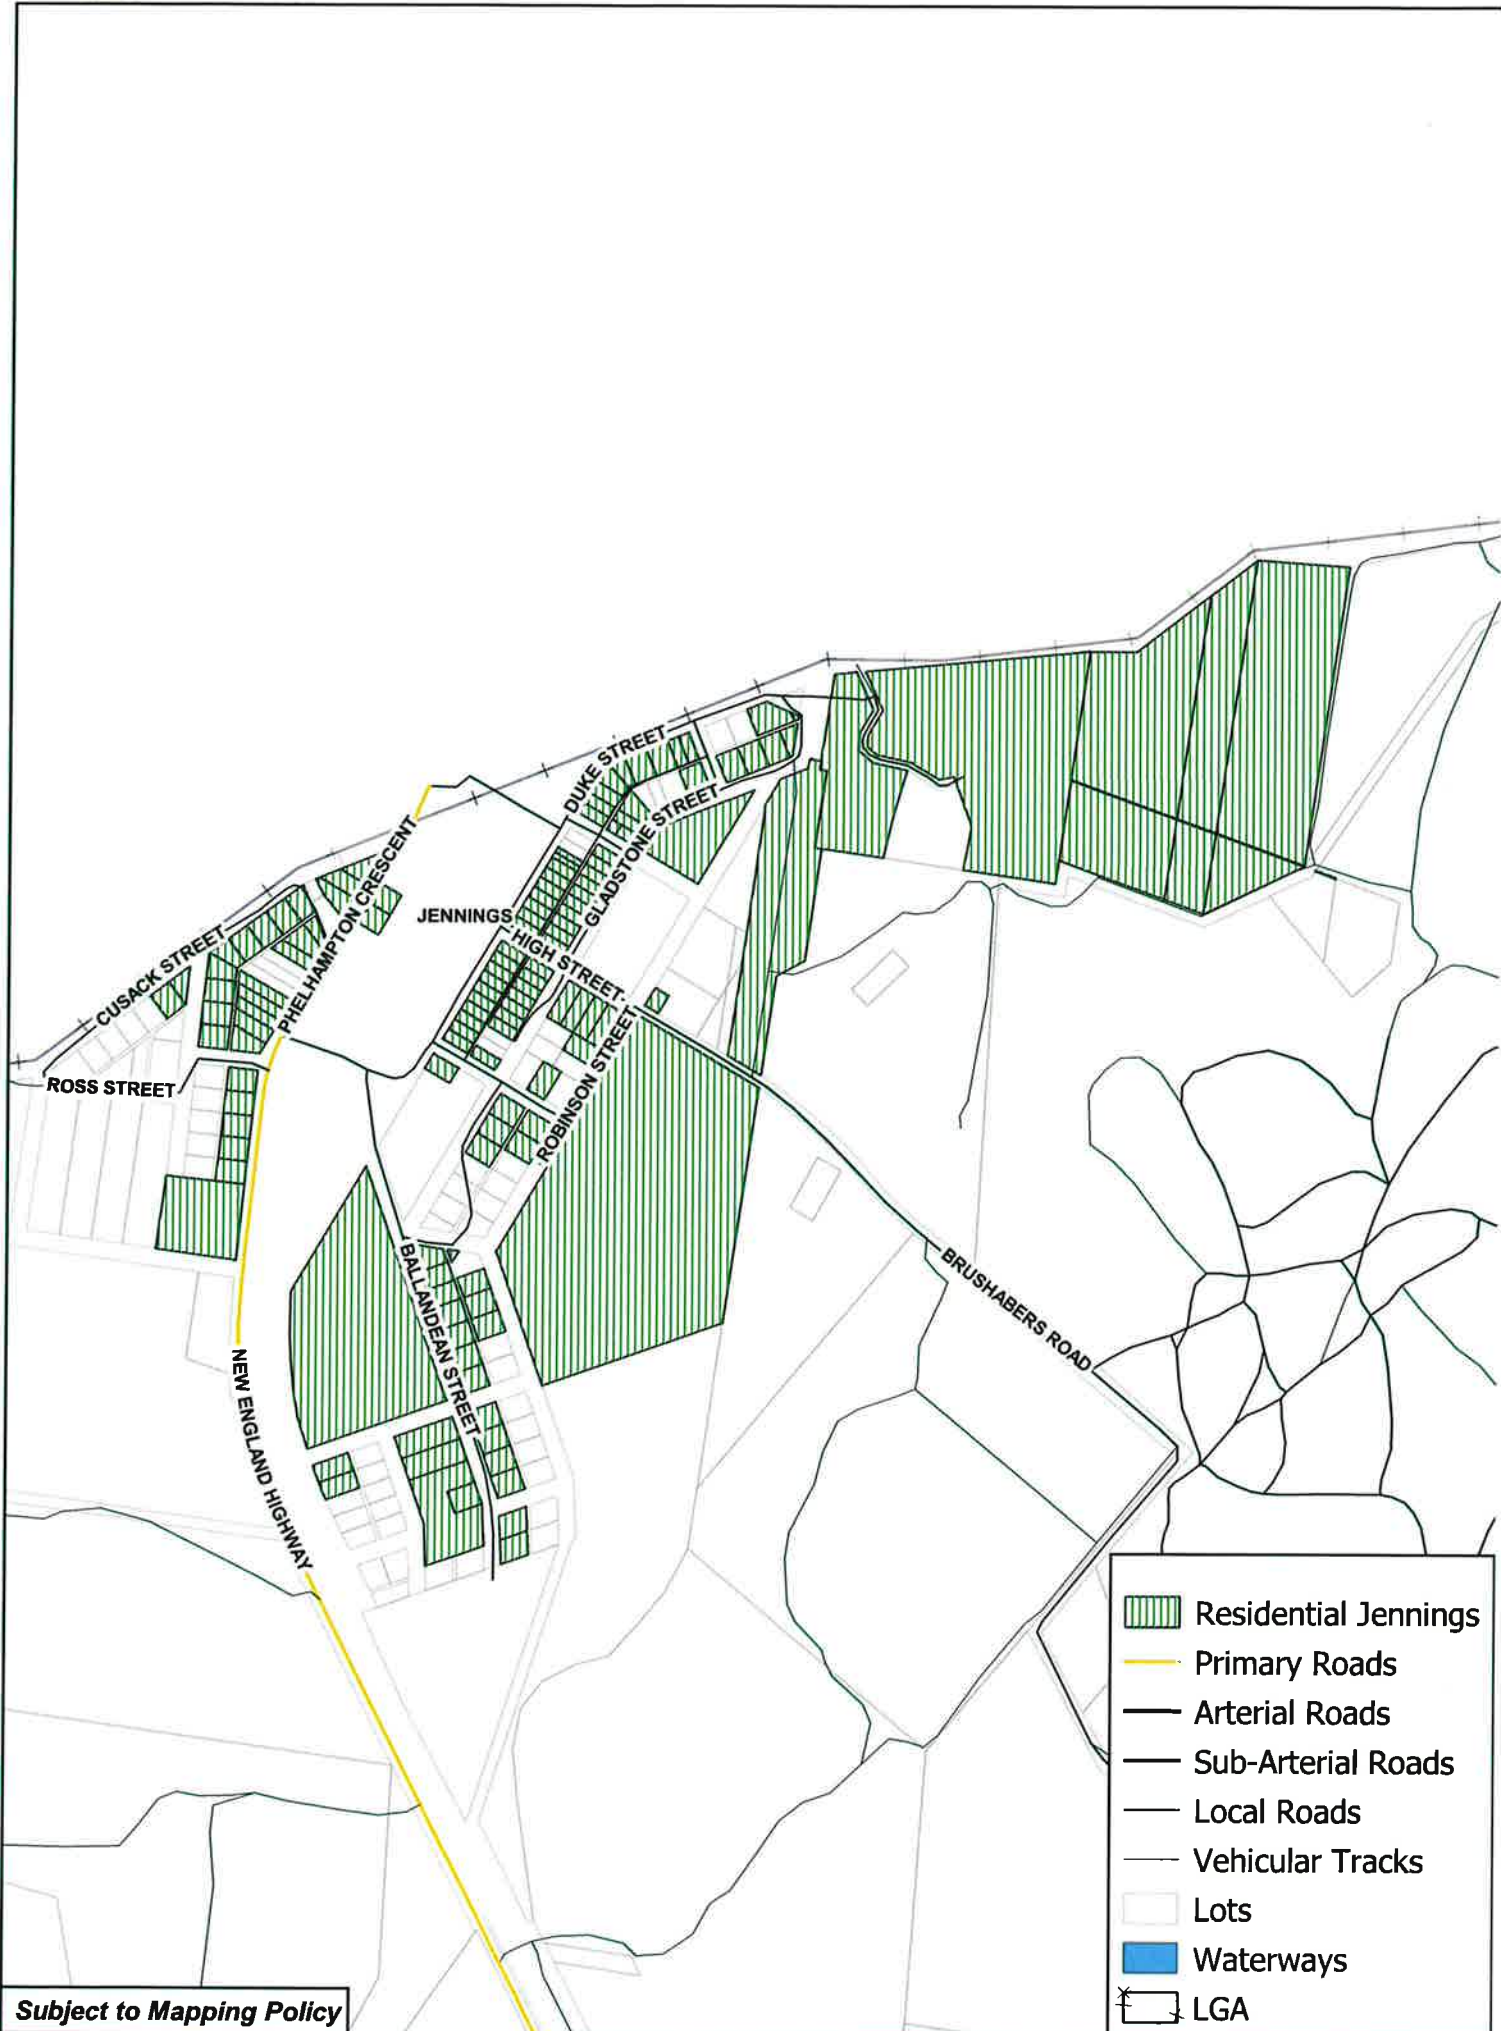 DUKE STREET
PHELHAMPTON CRESCENT
GLADSTONE STREET
JENNINGS
HIGH STREET
CUSACK STREET
ROSS STREET
ROBINSON STREET
BALLANDEAN STREET
BRUSHABERS ROAD
NEW ENGLAND HIGHWAY
Residential Jennings
Primary Roads
Arterial Roads
Sub-Arterial Roads
Local Roads
Vehicular Tracks
Lots
Waterways
LGA
Subject to Mapping Policy